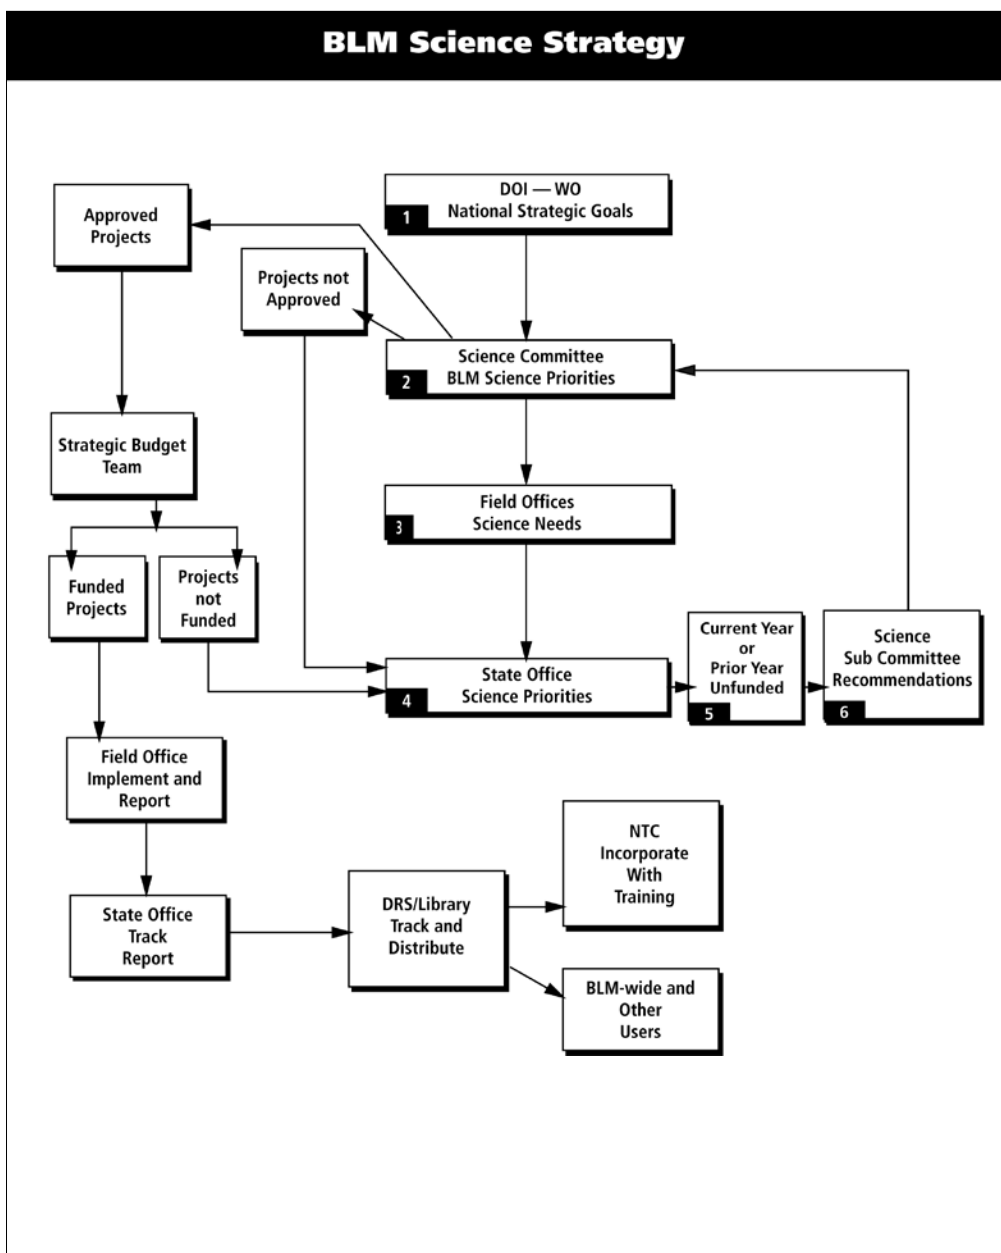 BLM Science Strategy
Approved
Projects
DOI — WO
National Strategic Goals
1
Projects not
Approved
Science Committee
BLM Science Priorities
2
Strategic Budget
Team
Field Offices
Science Needs
3
Funded
Projects
Projects
not
Funded
State Office
Science Priorities
4
Current Year
or
Prior Year
Unfunded
5
Science
Sub Committee
Recommendations
6
Field Office
Implement and
Report
State Office
Track
Report
DRS/Library
Track and
Distribute
NTC
Incorporate
With
Training
BLM-wide and
Other
Users